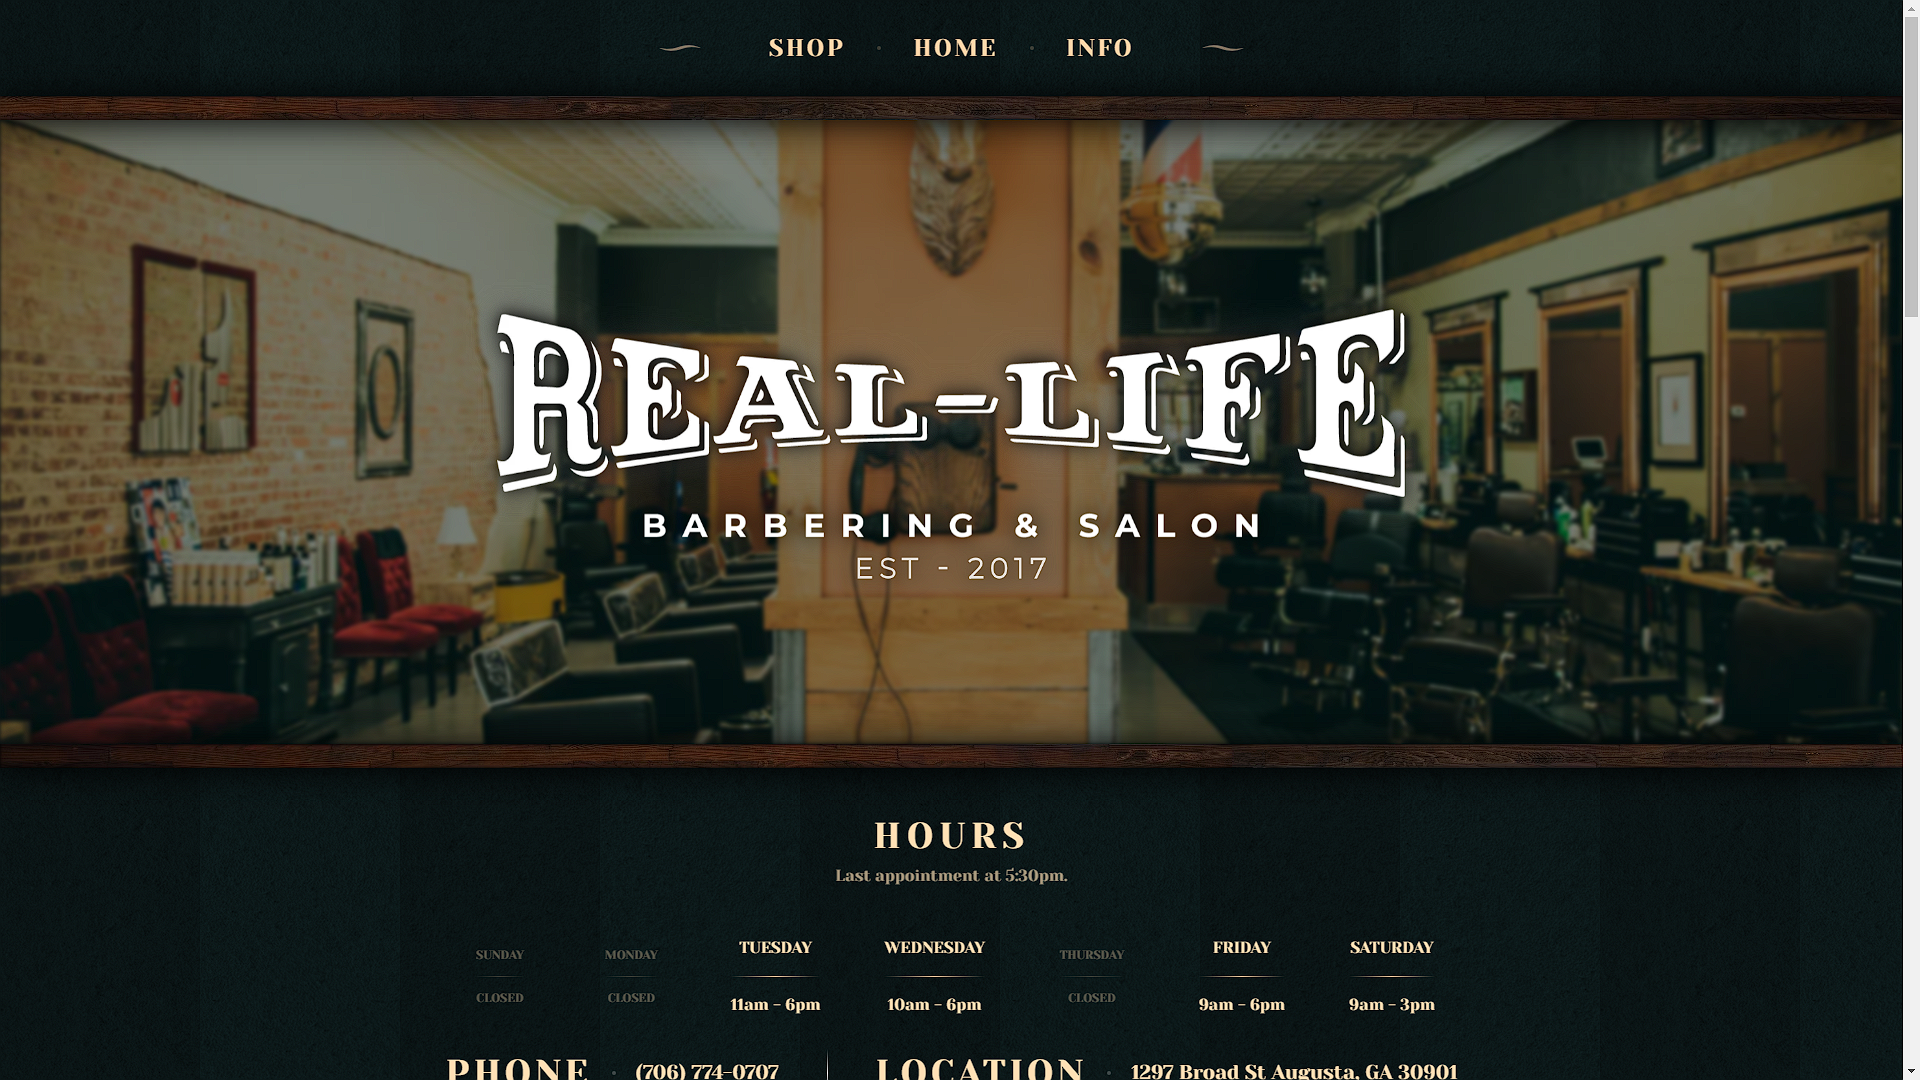 SHOP · HOME · INFO
REAL-LIFE
BARBERING & SALON
EST - 2017
HOURS
Last appointment at 5:30pm.
SUNDAY MONDAY TUESDAY WEDNESDAY THURSDAY FRIDAY SATURDAY
CLOSED CLOSED 11am - 6pm 10am - 6pm CLOSED 9am - 6pm 9am - 3pm
PHONE · (706) 774-0707 LOCATION · 1297 Broad St Augusta, GA 30901